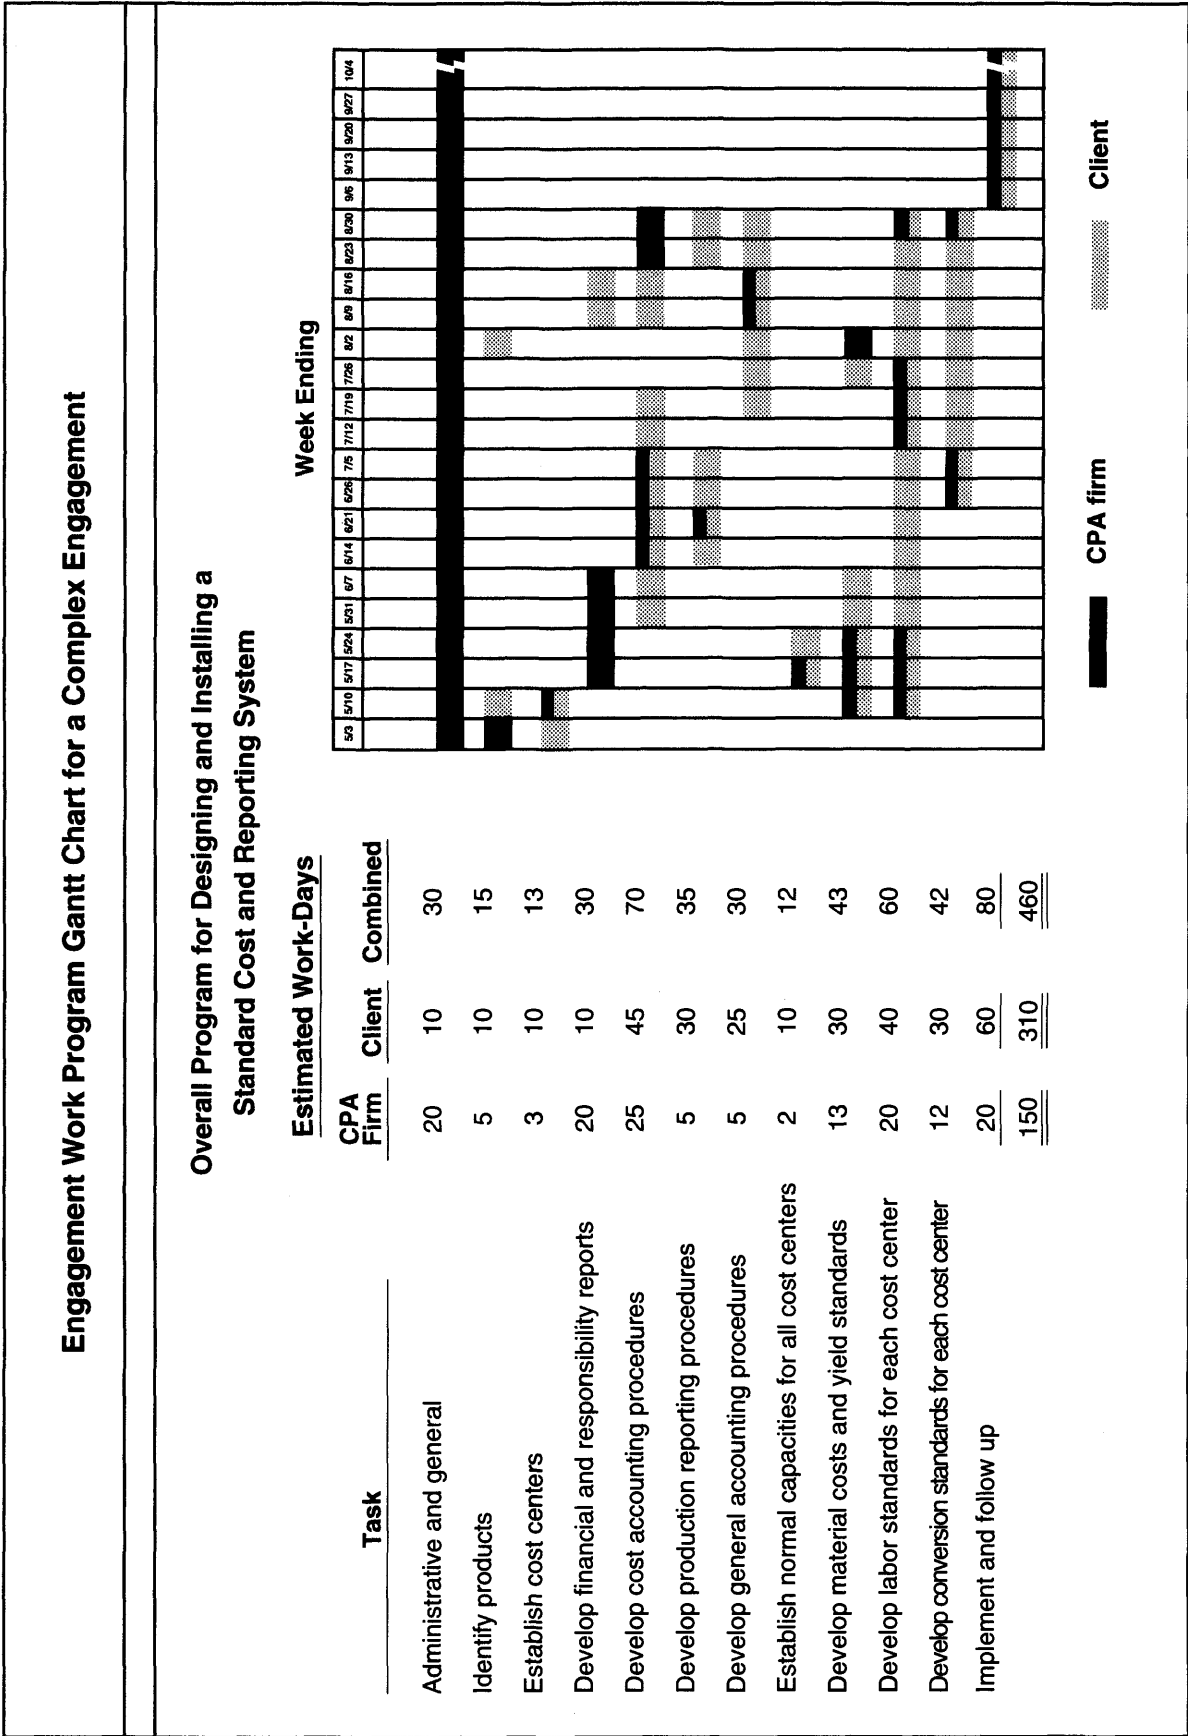 Engagement Work Program Gantt Chart for a Complex Engagement
Overall Program for Designing and Installing a
Standard Cost and Reporting System
Estimated Work-Days
Week Ending
Task CPA Firm Client Combined 5/3 5/10 5/17 5/24 5/31 6/7 6/14 6/21 6/26 7/5 7/12 7/19 7/26 8/2 8/9 8/16 8/23 8/30 9/6 9/13 9/20 9/27 10/4
Administrative and general 20 10 30
Identify products 5 10 15
Establish cost centers 3 10 13
Develop financial and responsibility reports 20 10 30
Develop cost accounting procedures 25 45 70
Develop production reporting procedures 5 30 35
Develop general accounting procedures 5 25 30
Establish normal capacities for all cost centers 2 10 12
Develop material costs and yield standards 13 30 43
Develop labor standards for each cost center 20 40 60
Develop conversion standards for each cost center 12 30 42
Implement and follow up 20 60 80
150 310 460
CPA firm Client